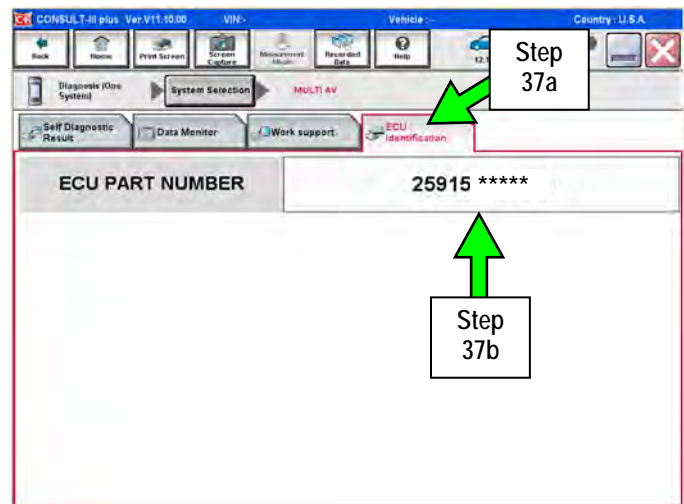 CONSULT-III plus Ver.V11.10.00 VIN:- Vehicle : - Country : U.S.A.
Back
Home
Print Screen
Screen Capture
Measurement Mode
Recorded Data
Help
12.1
Step 37a
Diagnosis (One System)
System Selection
MULTI AV
Self Diagnostic Result
Data Monitor
Work support
ECU Identification
ECU PART NUMBER
25915 *****
Step 37b